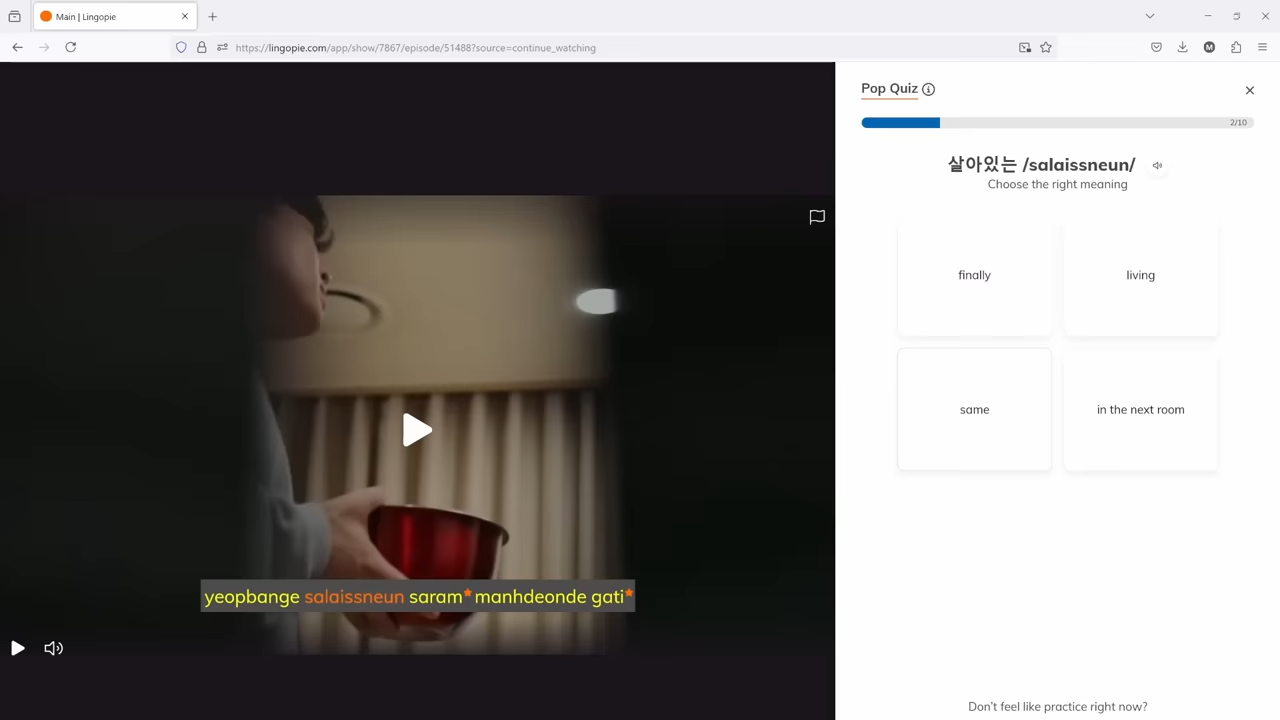 Main | Lingopie
https://lingopie.com/app/show/7867/episode/51488?source=continue_watching
M
Pop Quiz
2/10
살아있는 /salaissneun/
Choose the right meaning
finally
living
same
in the next room
yeopbange salaissneun saram* manhdeonde gati*
Don't feel like practice right now?